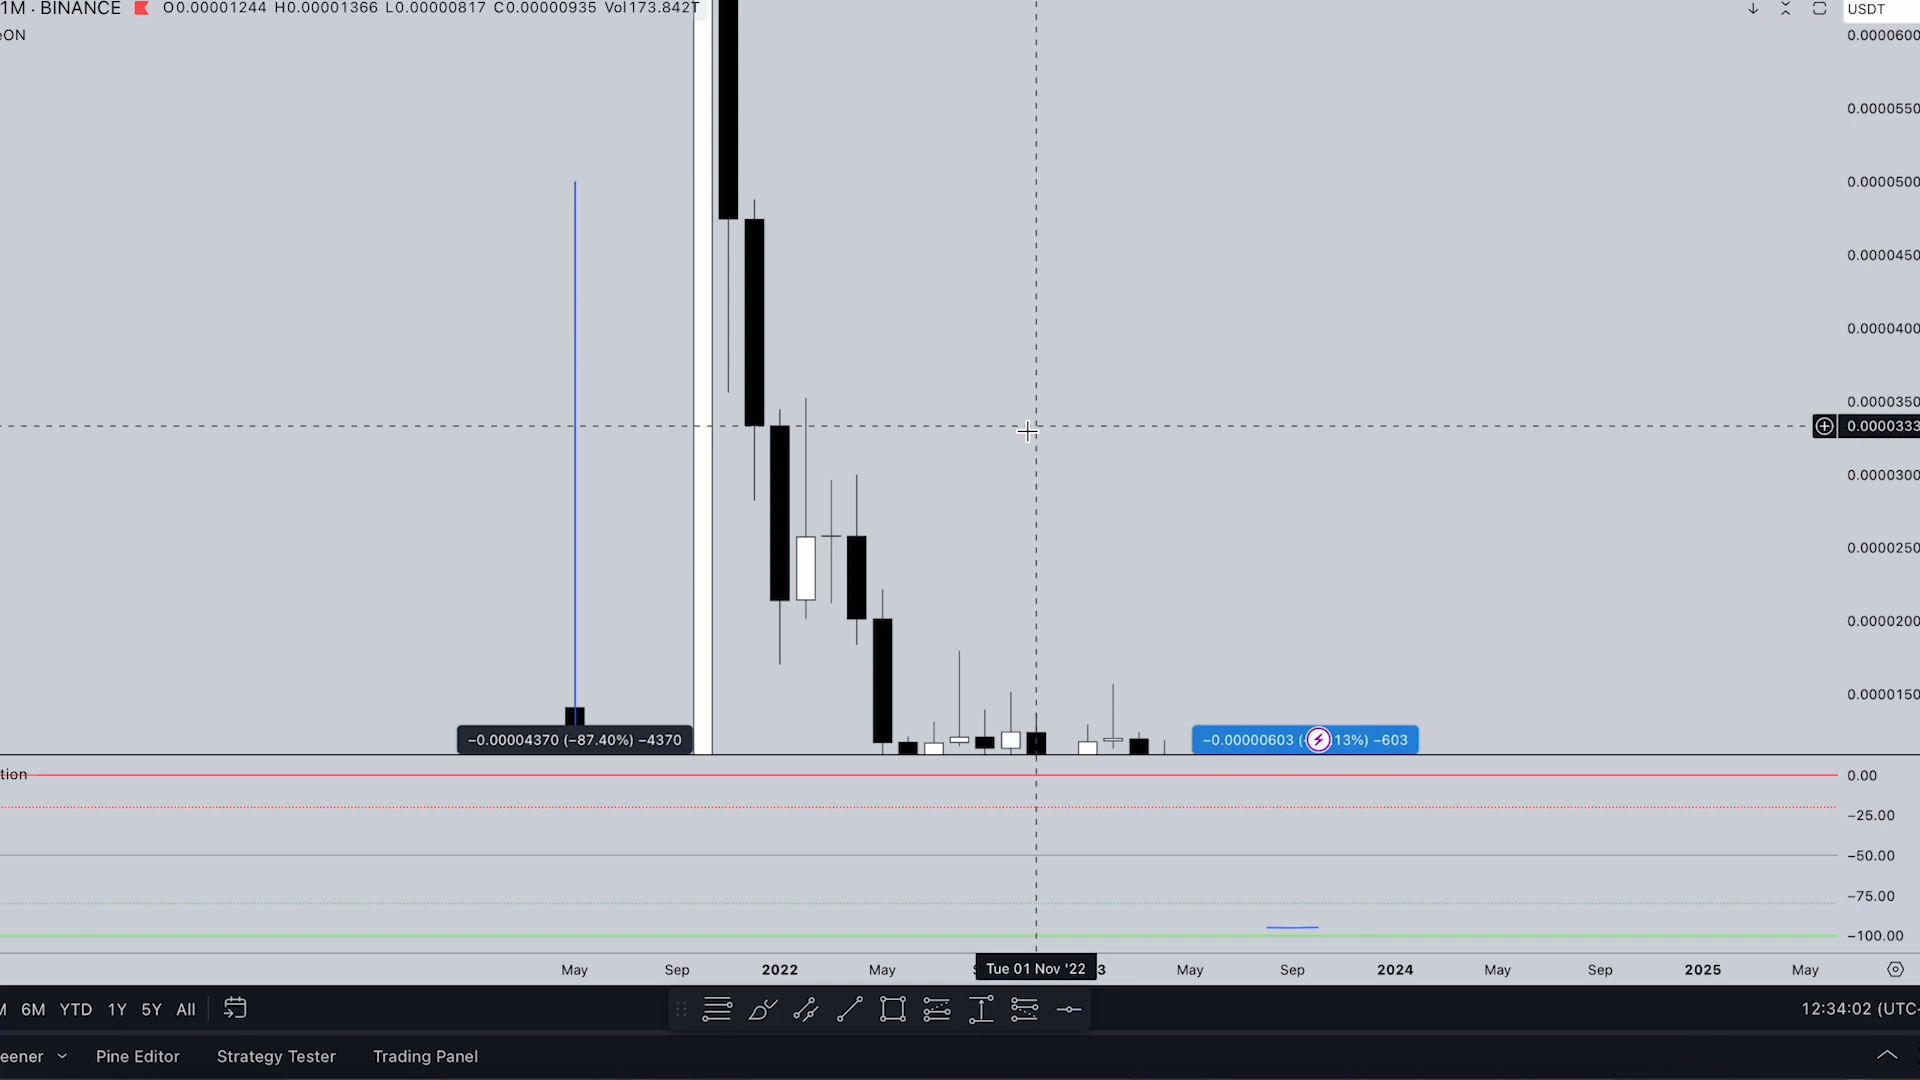 1M · BINANCE O0.00001244 H0.00001366 L0.00000817 C0.00000935 Vol173.842T
USDT
eON
0.0000600
0.0000550
0.0000500
0.0000450
0.0000400
0.0000350
0.0000333
0.0000300
0.0000250
0.0000200
0.0000150
−0.00004370 (−87.40%) −4370
−0.00000603 (13%) −603
tion
0.00
−25.00
−50.00
−75.00
−100.00
May Sep 2022 May Tue 01 Nov '22 3 May Sep 2024 May Sep 2025 May
M 6M YTD 1Y 5Y All
12:34:02 (UTC-
eener Pine Editor Strategy Tester Trading Panel